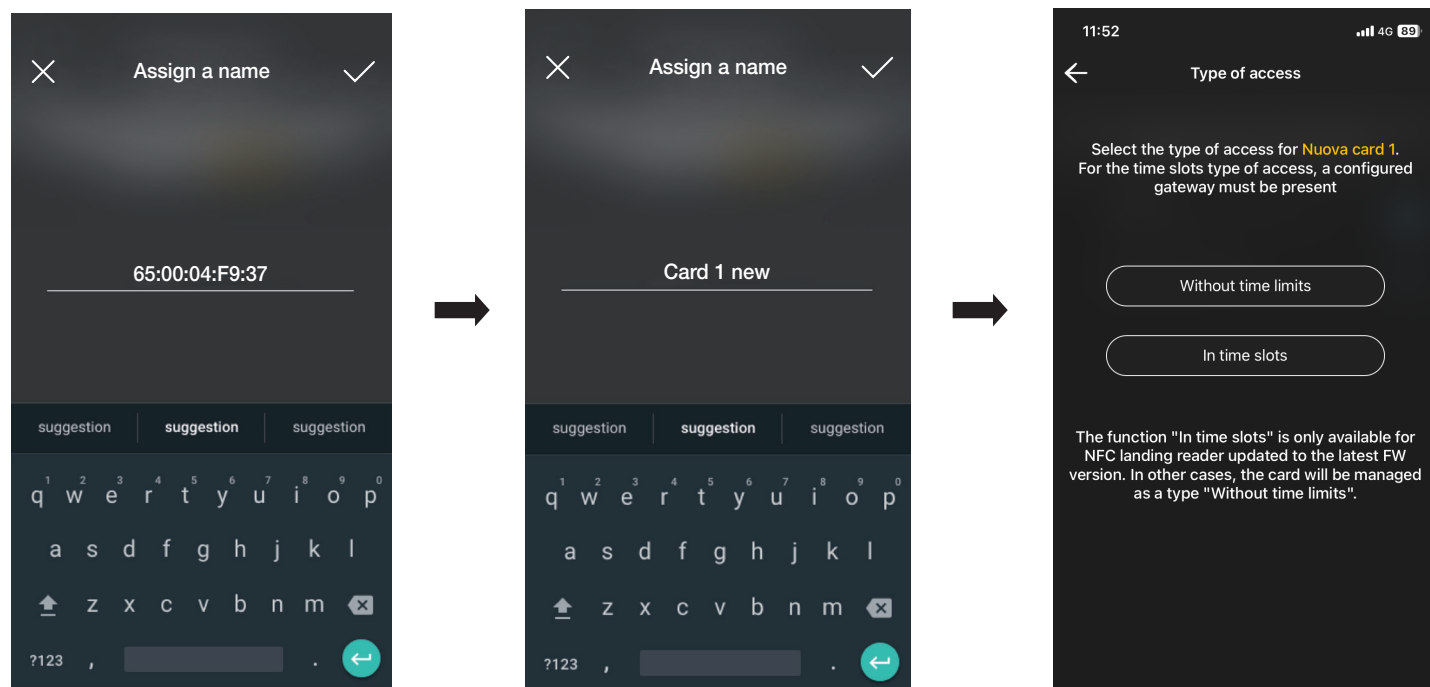 Assign a name
65:00:04:F9:37
suggestion suggestion suggestion
1 2 3 4 5 6 7 8 9 0
q w e r t y u i o p
a s d f g h j k l
z x c v b n m
?123 , .
Assign a name
Card 1 new
suggestion suggestion suggestion
1 2 3 4 5 6 7 8 9 0
q w e r t y u i o p
a s d f g h j k l
z x c v b n m
?123 , .
11:52 4G 89
Type of access
Select the type of access for Nuova card 1.
For the time slots type of access, a configured
gateway must be present
Without time limits
In time slots
The function "In time slots" is only available for
NFC landing reader updated to the latest FW
version. In other cases, the card will be managed
as a type "Without time limits".